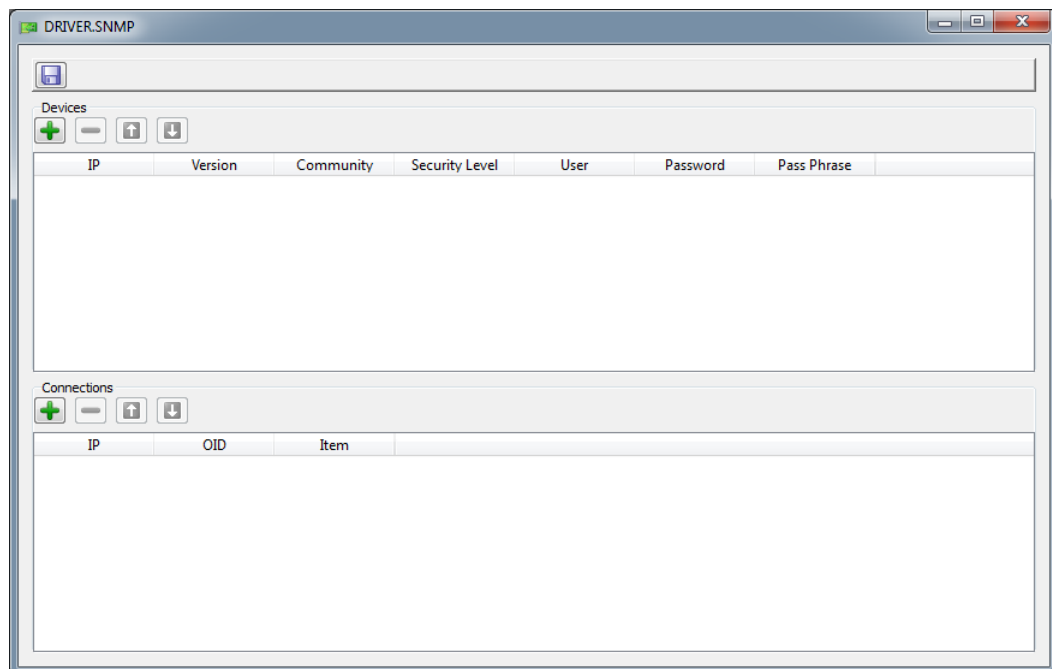 DRIVER.SNMP
Devices
IP Version Community Security Level User Password Pass Phrase
Connections
IP OID Item